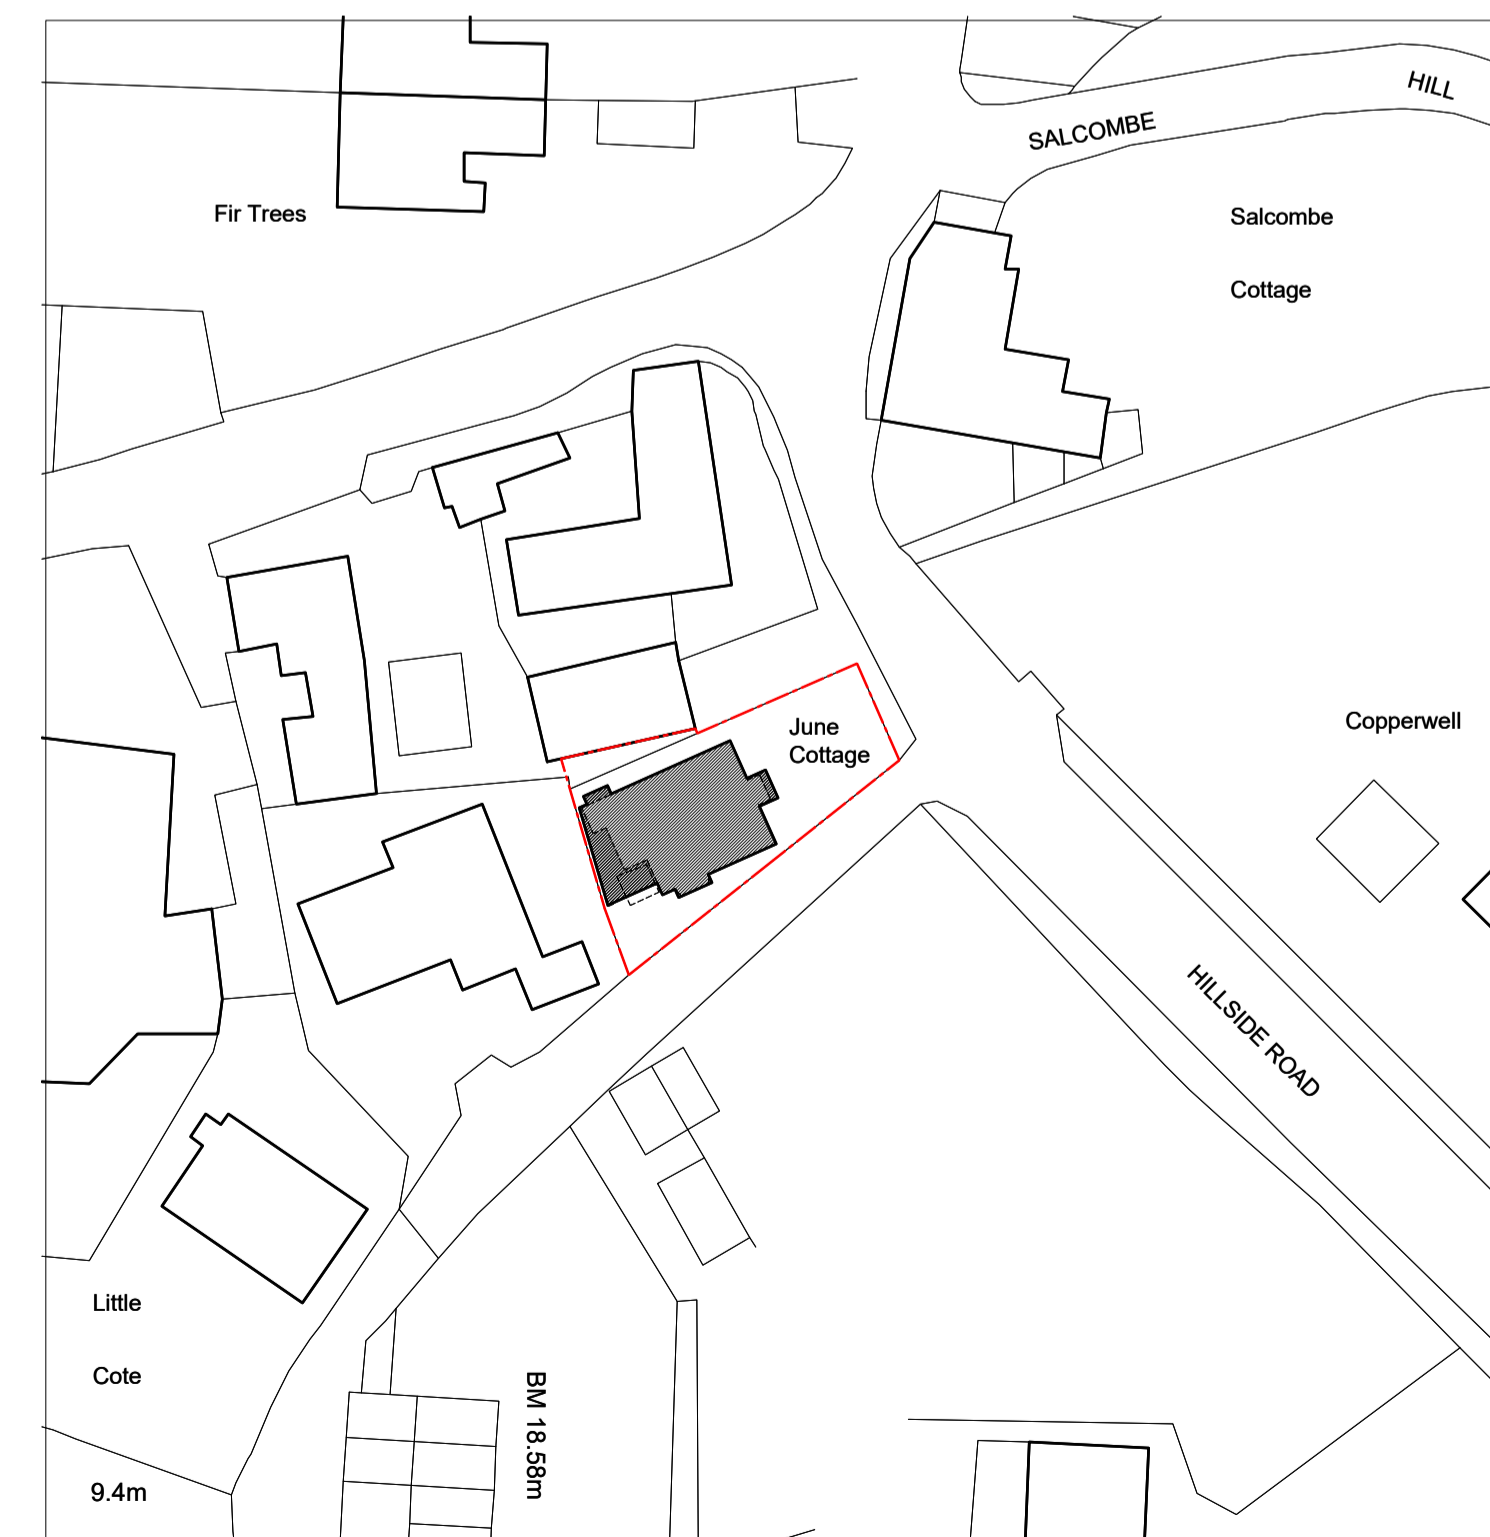 HILL
SALCOMBE
Fir Trees
Salcombe
Cottage
June
Cottage
Copperwell
HILLSIDE ROAD
Little
Cote
BM 18.58m
9.4m